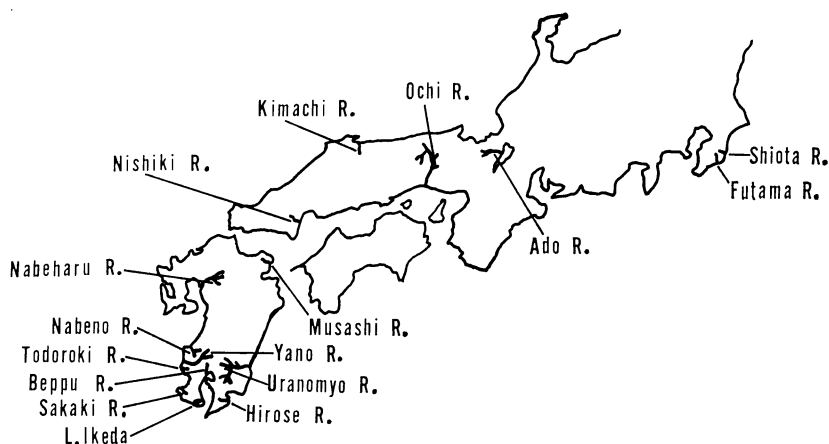 Ochi R.
Kimachi R.
Nishiki R.
Shiota R.
Futama R.
Ado R.
Nabeharu R.
Musashi R.
Nabeno R.
Yano R.
Todoroki R.
Beppu R.
Uranomyo R.
Sakaki R.
Hirose R.
L.Ikeda